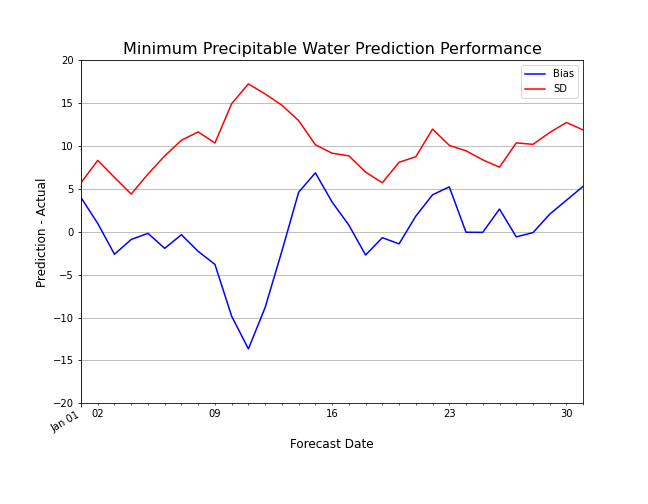 Minimum Precipitable Water Prediction Performance
20
15
10
5
0
−5
−10
−15
−20
Prediction - Actual
Bias
SD
Jan 01
02
09
16
23
30
Forecast Date